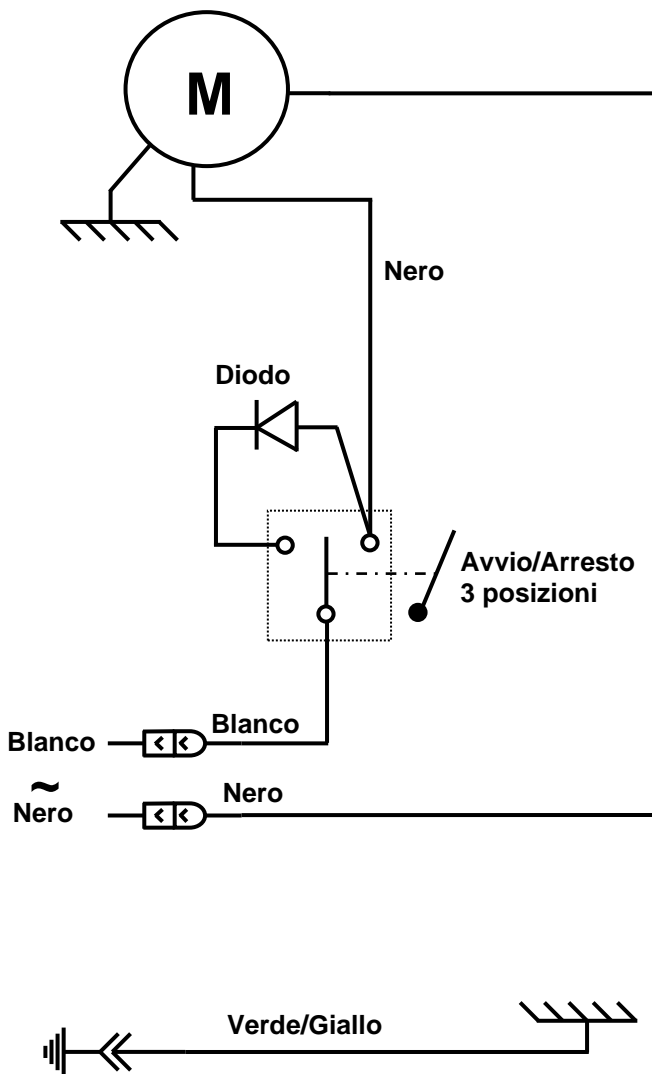 M
Nero
Diodo
Avvio/Arresto
3 posizioni
Blanco
Blanco
~
Nero
Nero
Verde/Giallo